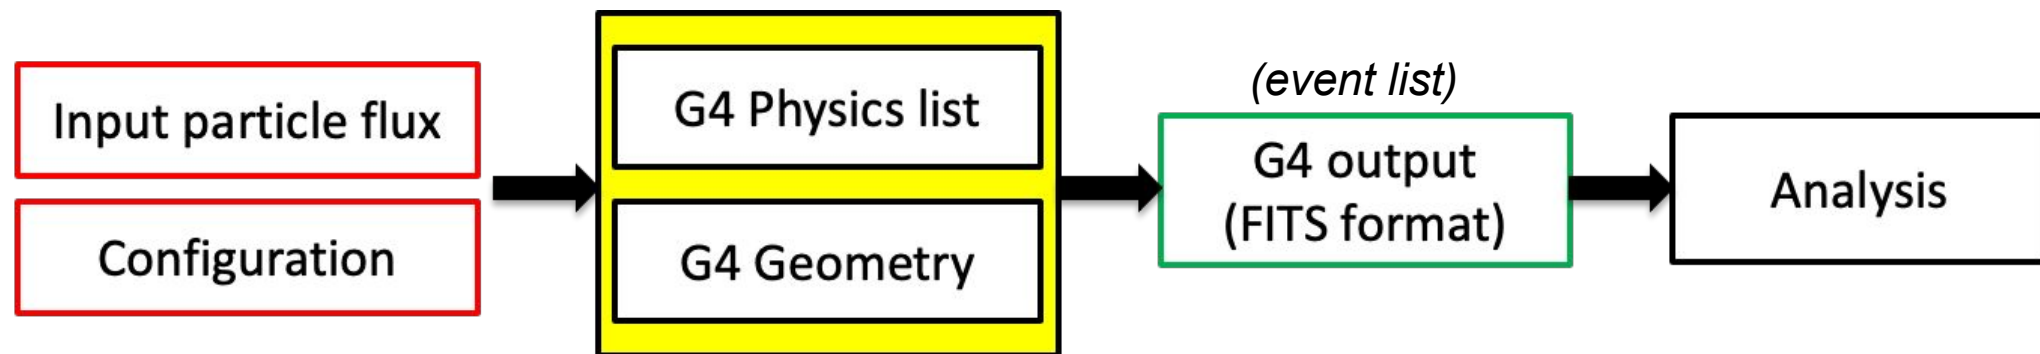 Input particle flux
Configuration
G4 Physics list
G4 Geometry
(event list)
G4 output
(FITS format)
Analysis